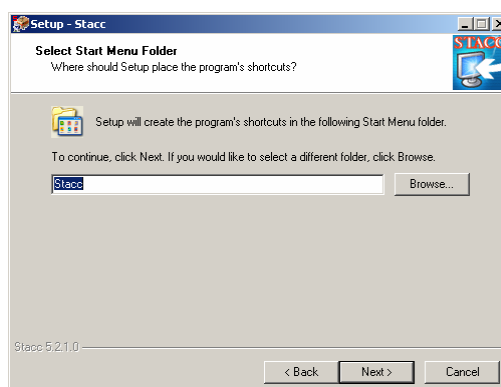 Setup - Stacc
Select Start Menu Folder
Where should Setup place the program's shortcuts?
STACC
Setup will create the program's shortcuts in the following Start Menu folder.
To continue, click Next. If you would like to select a different folder, click Browse.
Stacc
Browse...
Stacc 5.2.1.0
< Back
Next >
Cancel